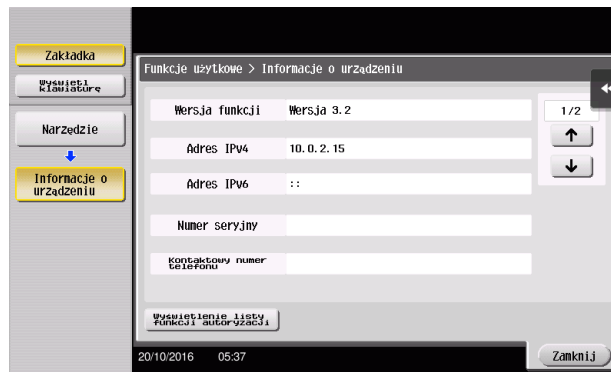 Zakładka
Wyświetl
klawiaturę
Narzędzie
Informacje o
urządzeniu
Funkcje użytkowe > Informacje o urządzeniu
Wersja funkcji Wersja 3.2
1/2
Adres IPv4 10.0.2.15
Adres IPv6 ::
Numer seryjny
Kontaktowy numer
telefonu
Wyświetlenie listy
funkcji autoryzacji
20/10/2016 05:37
Zamknij